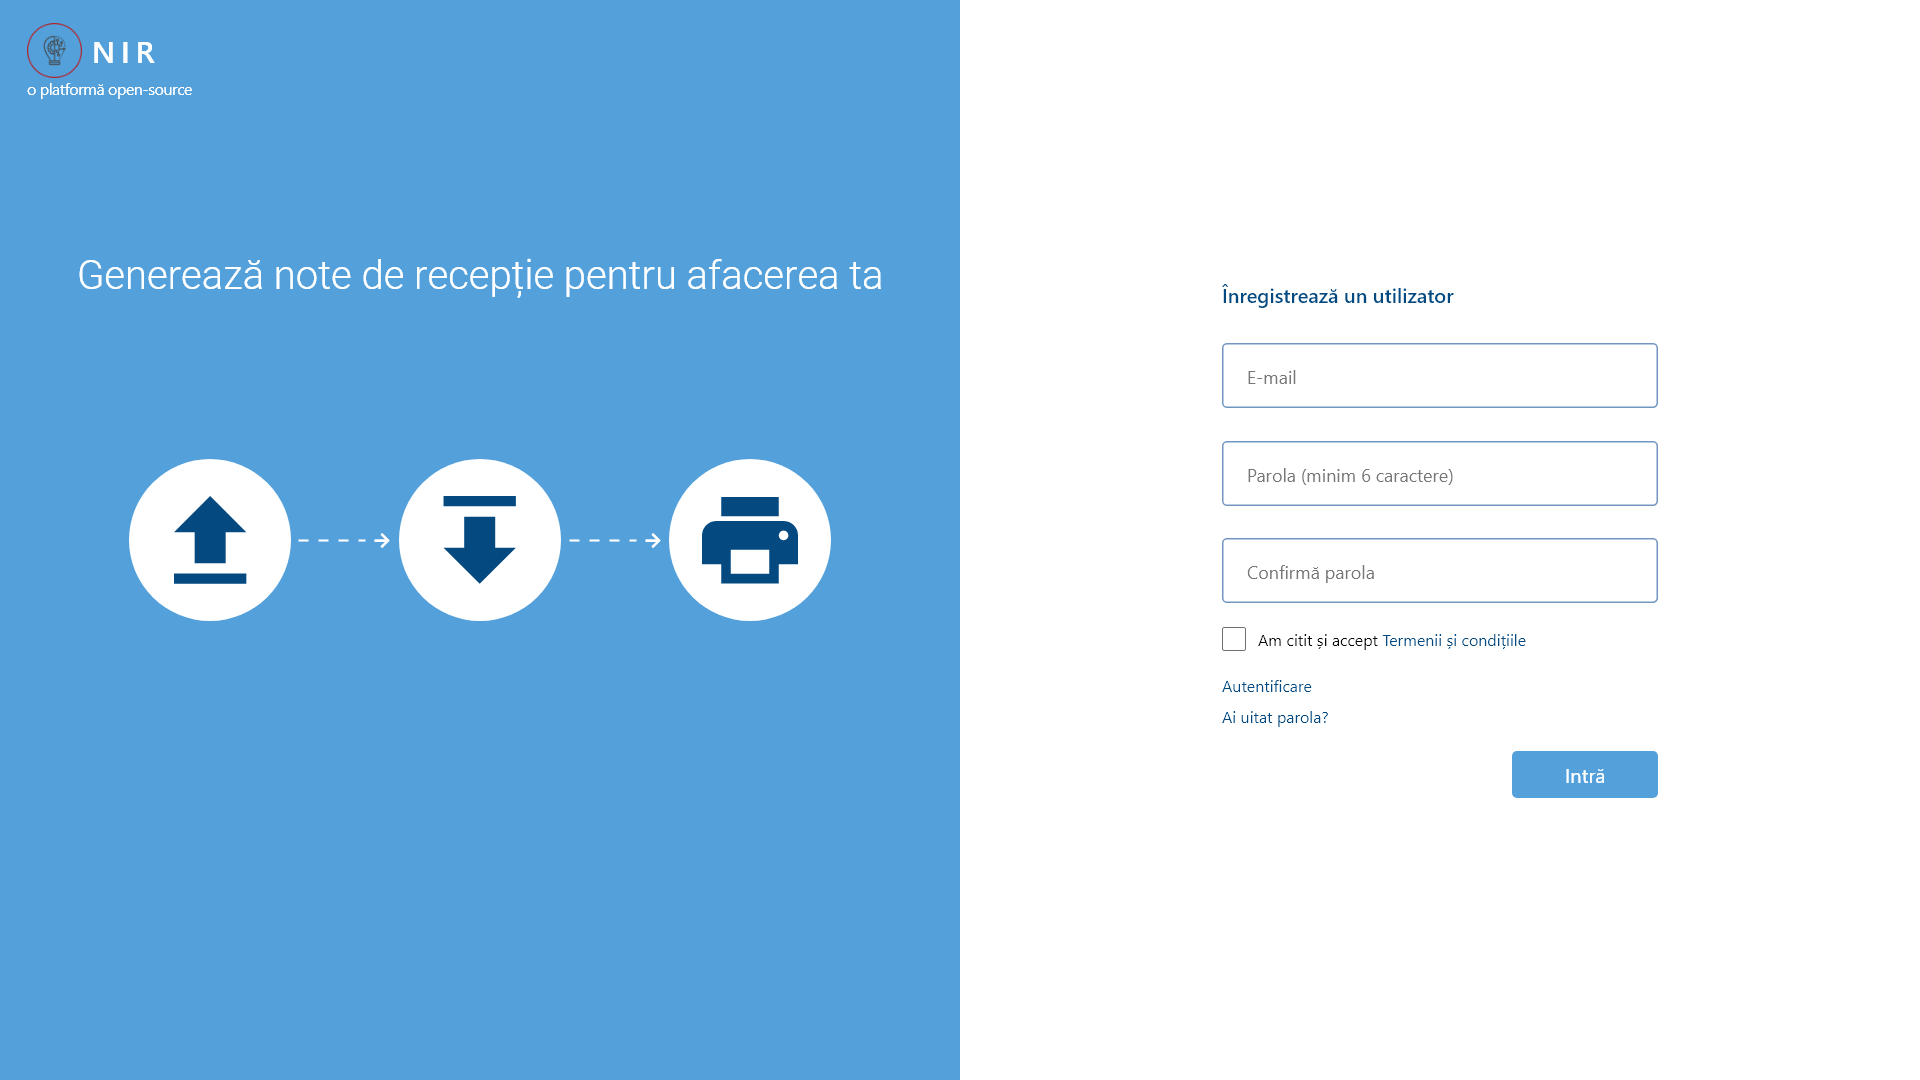 NIR
o platformă open-source
Generează note de recepție pentru afacerea ta
Înregistrează un utilizator
E-mail
Parola (minim 6 caractere)
Confirmă parola
Am citit și accept Termenii și condițiile
Autentificare
Ai uitat parola?
Intră